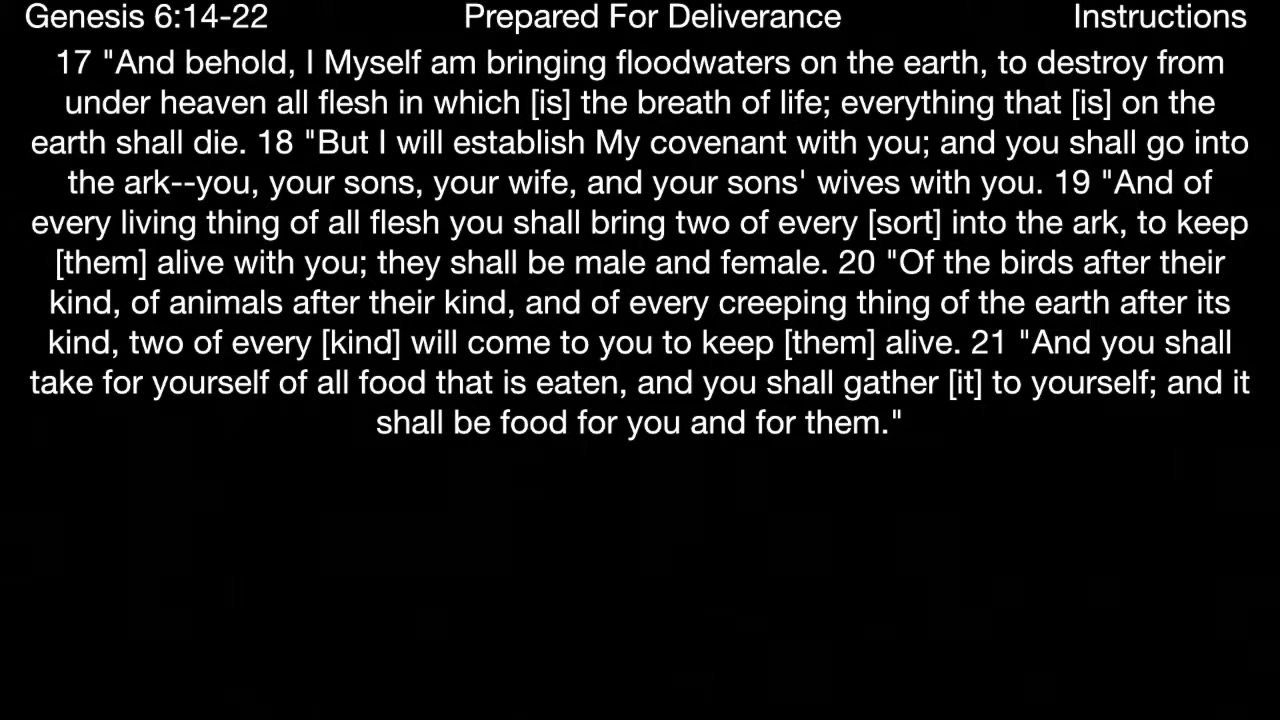 Genesis 6:14-22 Prepared For Deliverance Instructions
17 "And behold, I Myself am bringing floodwaters on the earth, to destroy from
under heaven all flesh in which [is] the breath of life; everything that [is] on the
earth shall die. 18 "But I will establish My covenant with you; and you shall go into
the ark--you, your sons, your wife, and your sons' wives with you. 19 "And of
every living thing of all flesh you shall bring two of every [sort] into the ark, to keep
[them] alive with you; they shall be male and female. 20 "Of the birds after their
kind, of animals after their kind, and of every creeping thing of the earth after its
kind, two of every [kind] will come to you to keep [them] alive. 21 "And you shall
take for yourself of all food that is eaten, and you shall gather [it] to yourself; and it
shall be food for you and for them."